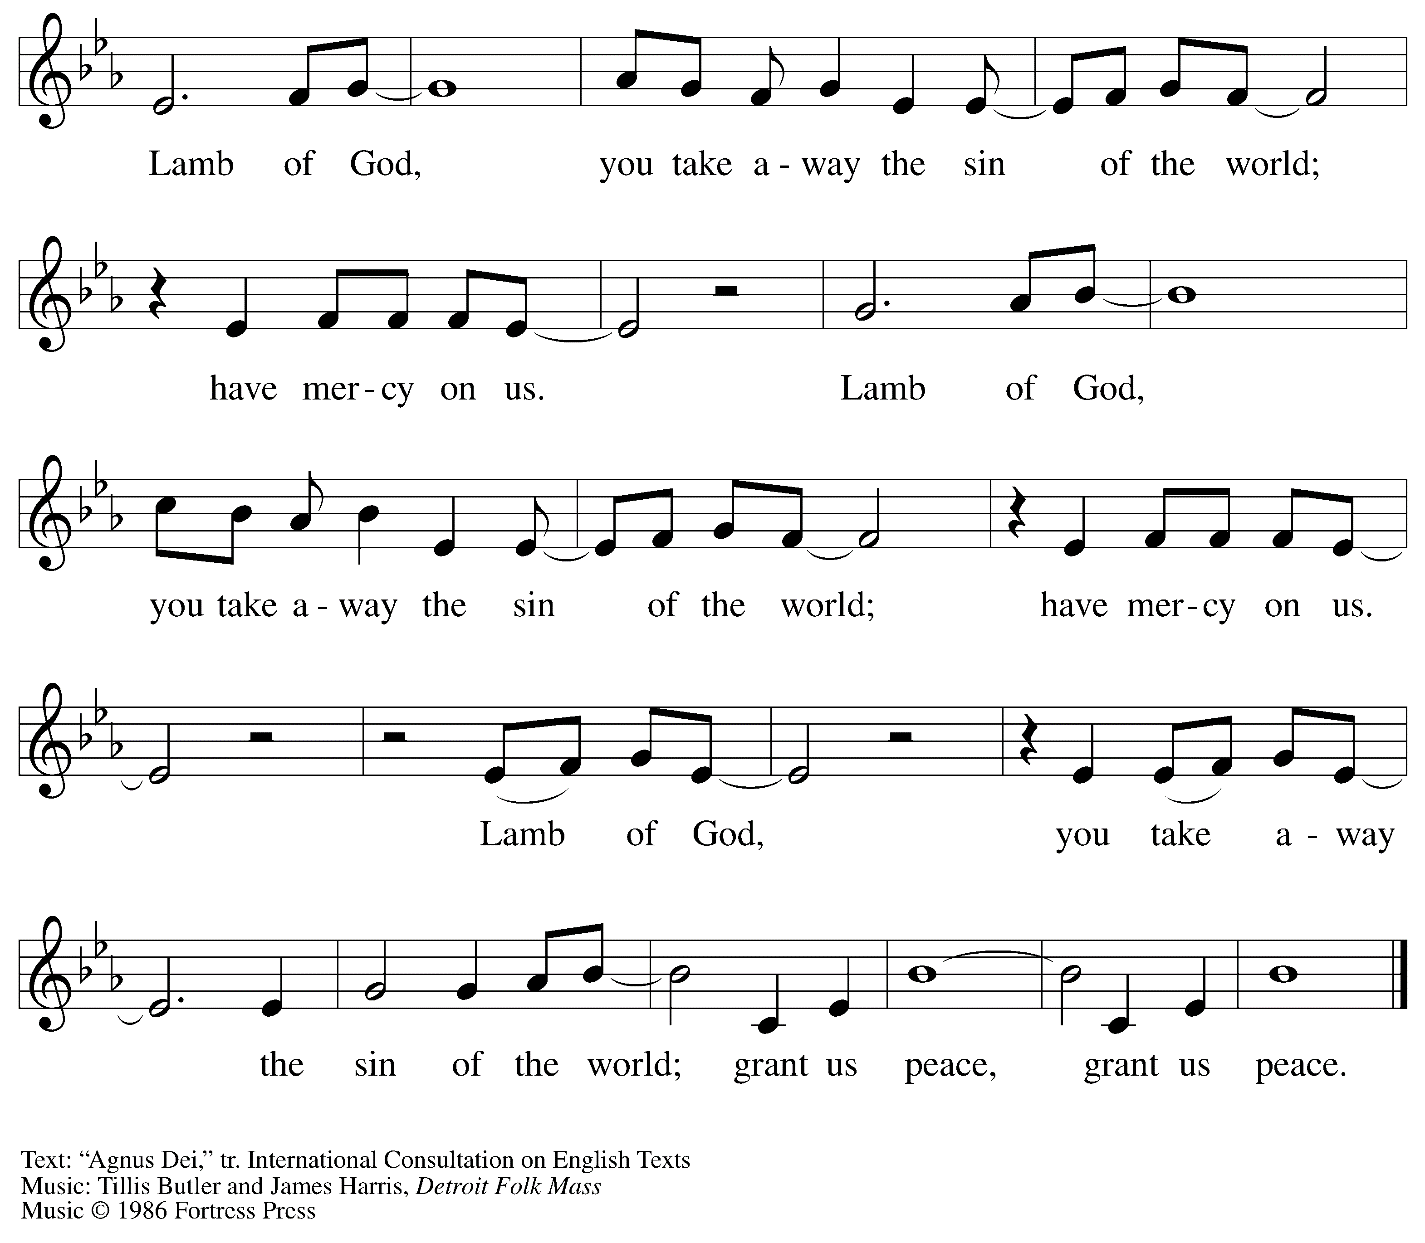 Lamb of God, you take a - way the sin of the world;
have mer - cy on us. Lamb of God,
you take a - way the sin of the world; have mer - cy on us.
Lamb of God, you take a - way
the sin of the world; grant us peace, grant us peace.
Text: “Agnus Dei,” tr. International Consultation on English Texts
Music: Tillis Butler and James Harris, Detroit Folk Mass
Music © 1986 Fortress Press